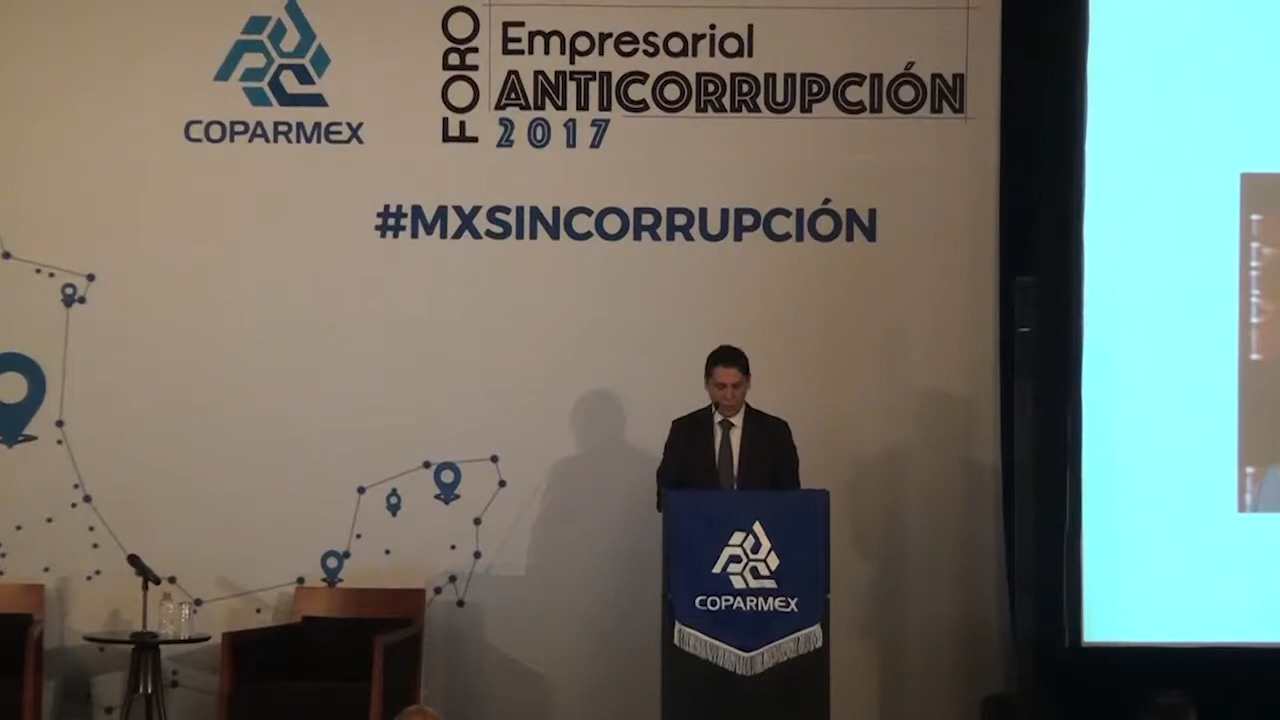 COPARMEX
FORO
Empresarial
ANTICORRUPCIÓN
2017
#MXSINCORRUPCIÓN
COPARMEX